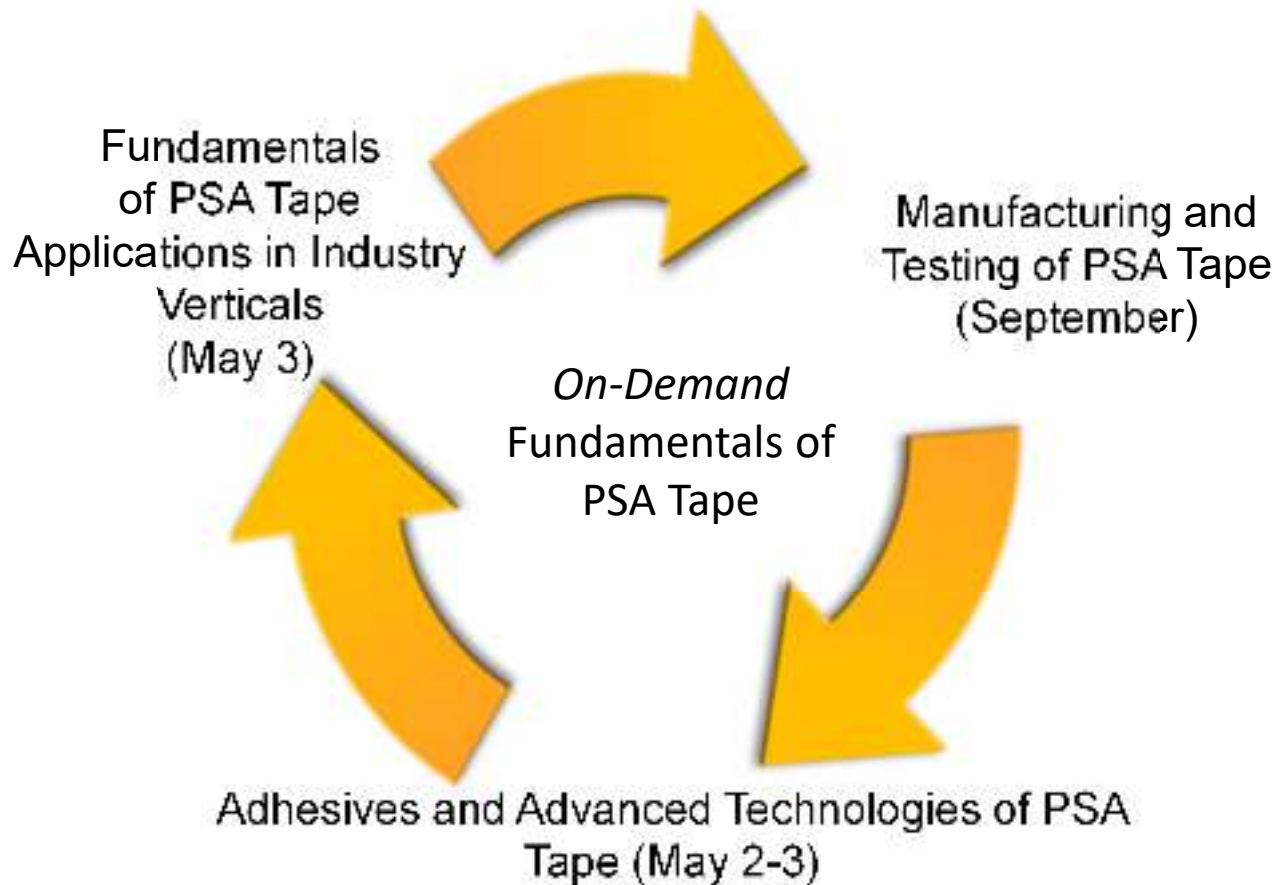 Fundamentals
of PSA Tape
Applications in Industry
Verticals
(May 3)
Manufacturing and
Testing of PSA Tape
(September)
On-Demand
Fundamentals of
PSA Tape
Adhesives and Advanced Technologies of PSA
Tape (May 2-3)